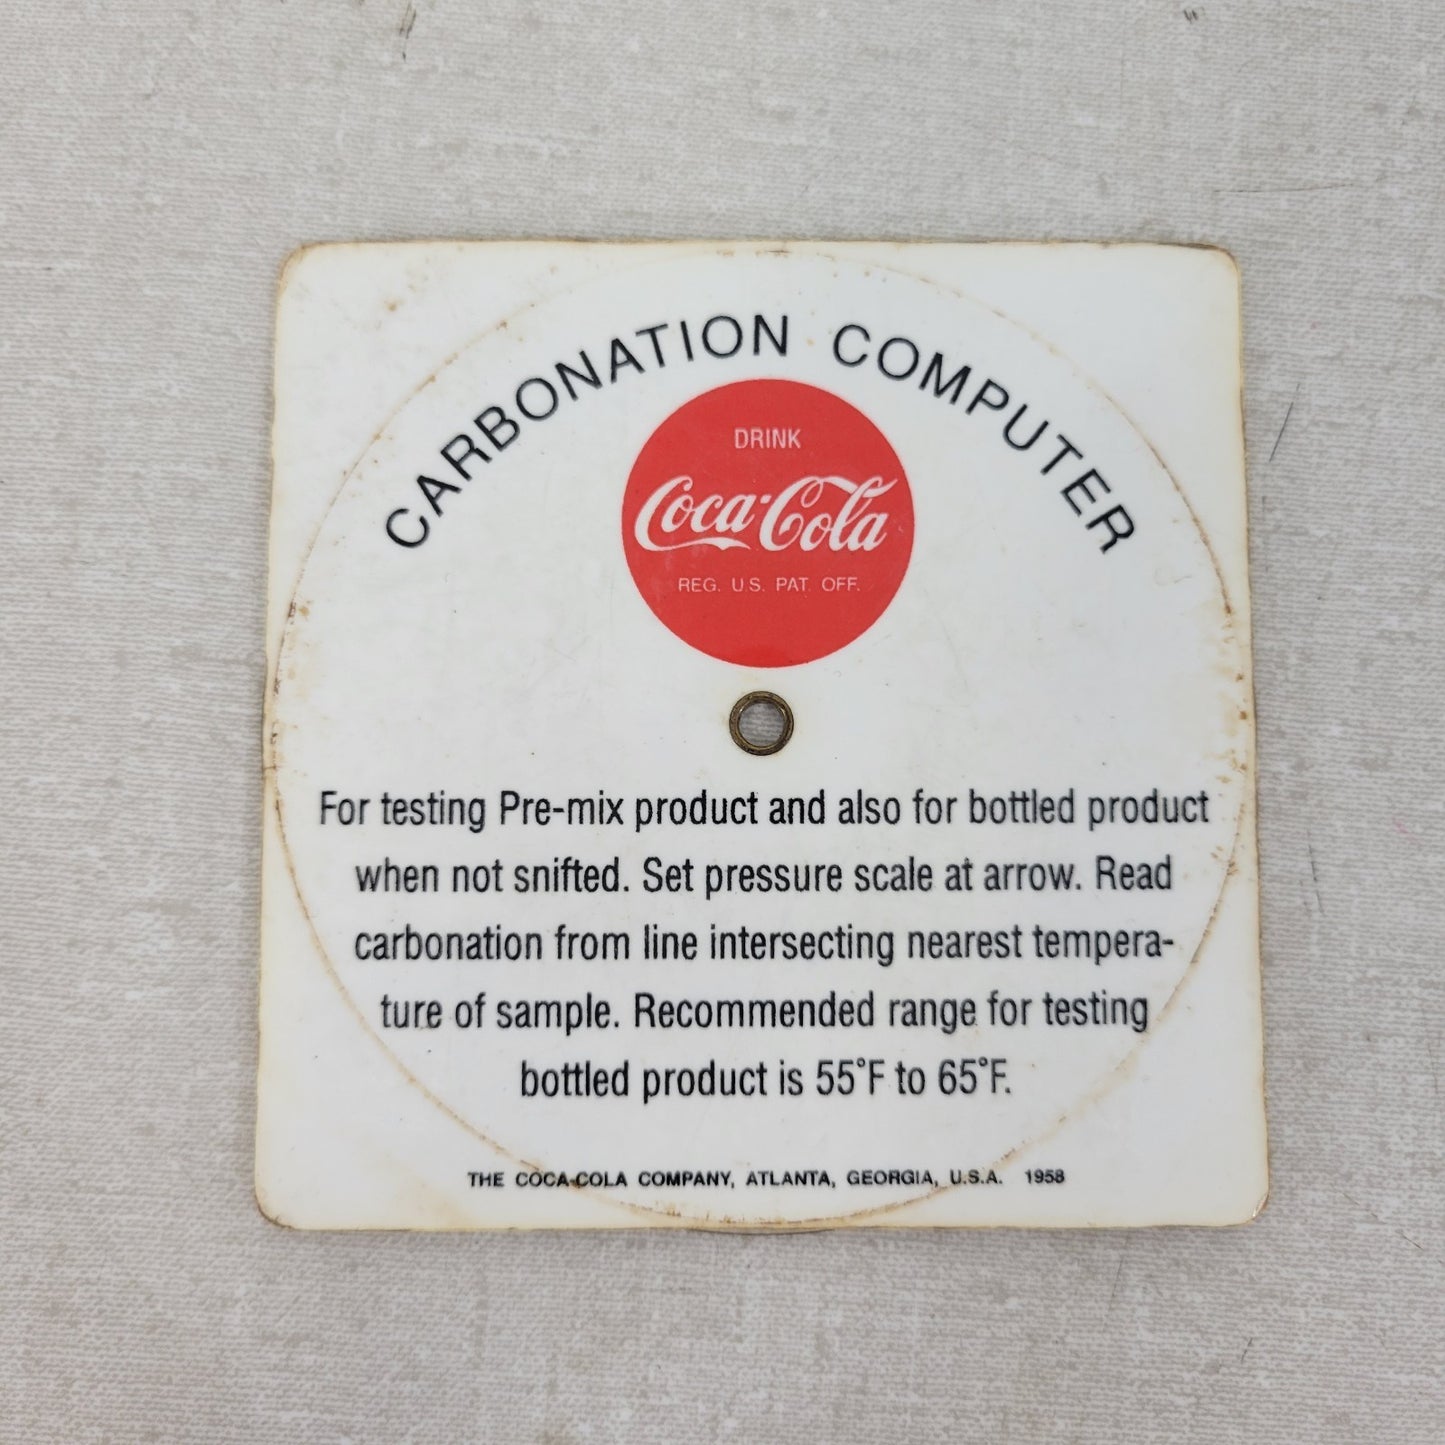 CARBONATION COMPUTER
DRINK
Coca-Cola
REG. U.S. PAT. OFF.
For testing Pre-mix product and also for bottled product
when not snifted. Set pressure scale at arrow. Read
carbonation from line intersecting nearest tempera-
ture of sample. Recommended range for testing
bottled product is 55°F to 65°F.
THE COCA-COLA COMPANY, ATLANTA, GEORGIA, U.S.A. 1958